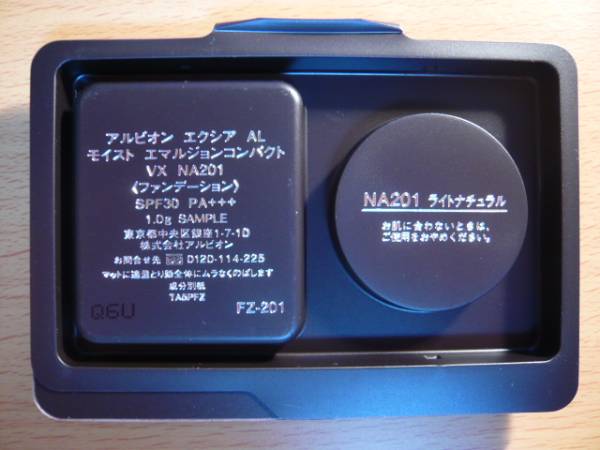 アルビオン エクシア AL
モイスト エマルジョンコンパクト
VX NA201
《ファンデーション》
SPF30 PA+++
1.0g SAMPLE
東京都中央区銀座1-7-10
株式会社アルビオン
お問合せ先 0120-114-225
マットに適量とり顔全体にムラなくのばします
成分別紙
TA5PFZ
Q6U
FZ-201
NA201 ライトナチュラル
お肌に合わないときは、
ご使用をおやめください。